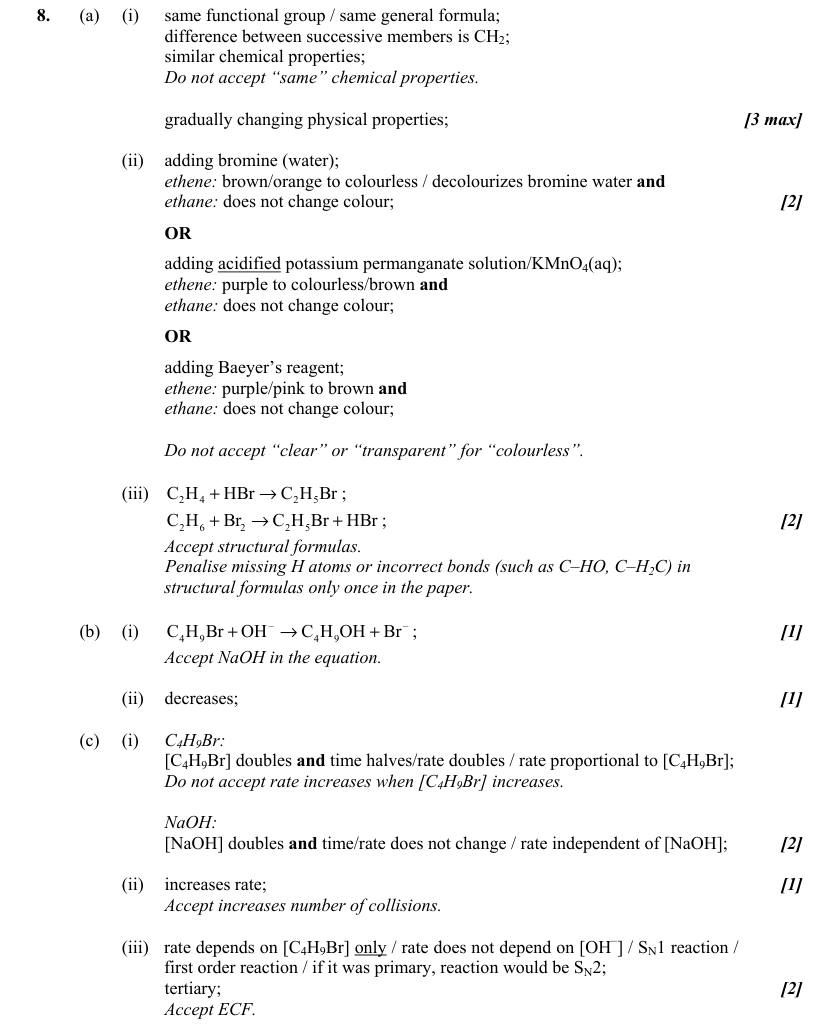 8. (a) (i) same functional group / same general formula;
difference between successive members is CH₂;
similar chemical properties;
Do not accept “same” chemical properties.
gradually changing physical properties; [3 max]
(ii) adding bromine (water);
ethene: brown/orange to colourless / decolourizes bromine water and
ethane: does not change colour; [2]
OR
adding acidified potassium permanganate solution/KMnO₄(aq);
ethene: purple to colourless/brown and
ethane: does not change colour;
OR
adding Baeyer’s reagent;
ethene: purple/pink to brown and
ethane: does not change colour;
Do not accept “clear” or “transparent” for “colourless”.
(iii) C₂H₄ + HBr → C₂H₅Br ;
C₂H₆ + Br₂ → C₂H₅Br + HBr ; [2]
Accept structural formulas.
Penalise missing H atoms or incorrect bonds (such as C–HO, C–H₂C) in
structural formulas only once in the paper.
(b) (i) C₄H₉Br + OH⁻ → C₄H₉OH + Br⁻ ; [1]
Accept NaOH in the equation.
(ii) decreases; [1]
(c) (i) C₄H₉Br:
[C₄H₉Br] doubles and time halves/rate doubles / rate proportional to [C₄H₉Br];
Do not accept rate increases when [C₄H₉Br] increases.
NaOH:
[NaOH] doubles and time/rate does not change / rate independent of [NaOH]; [2]
(ii) increases rate; [1]
Accept increases number of collisions.
(iii) rate depends on [C₄H₉Br] only / rate does not depend on [OH⁻] / S_N1 reaction /
first order reaction / if it was primary, reaction would be S_N2;
tertiary; [2]
Accept ECF.